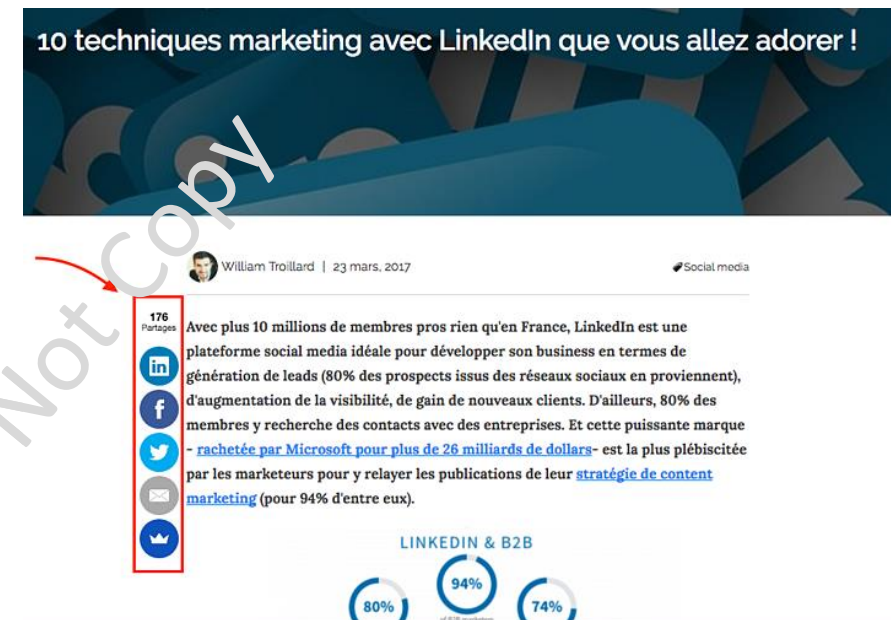 10 techniques marketing avec LinkedIn que vous allez adorer !
Not Copy
William Troillard | 23 mars, 2017
Social media
176
Partages
Avec plus 10 millions de membres pros rien qu'en France, LinkedIn est une
plateforme social media idéale pour développer son business en termes de
génération de leads (80% des prospects issus des réseaux sociaux en proviennent),
d'augmentation de la visibilité, de gain de nouveaux clients. D'ailleurs, 80% des
membres y recherche des contacts avec des entreprises. Et cette puissante marque
- rachetée par Microsoft pour plus de 26 milliards de dollars- est la plus plébiscitée
par les marketeurs pour y relayer les publications de leur stratégie de content
marketing (pour 94% d'entre eux).
in
f
LINKEDIN & B2B
80%
94%
74%